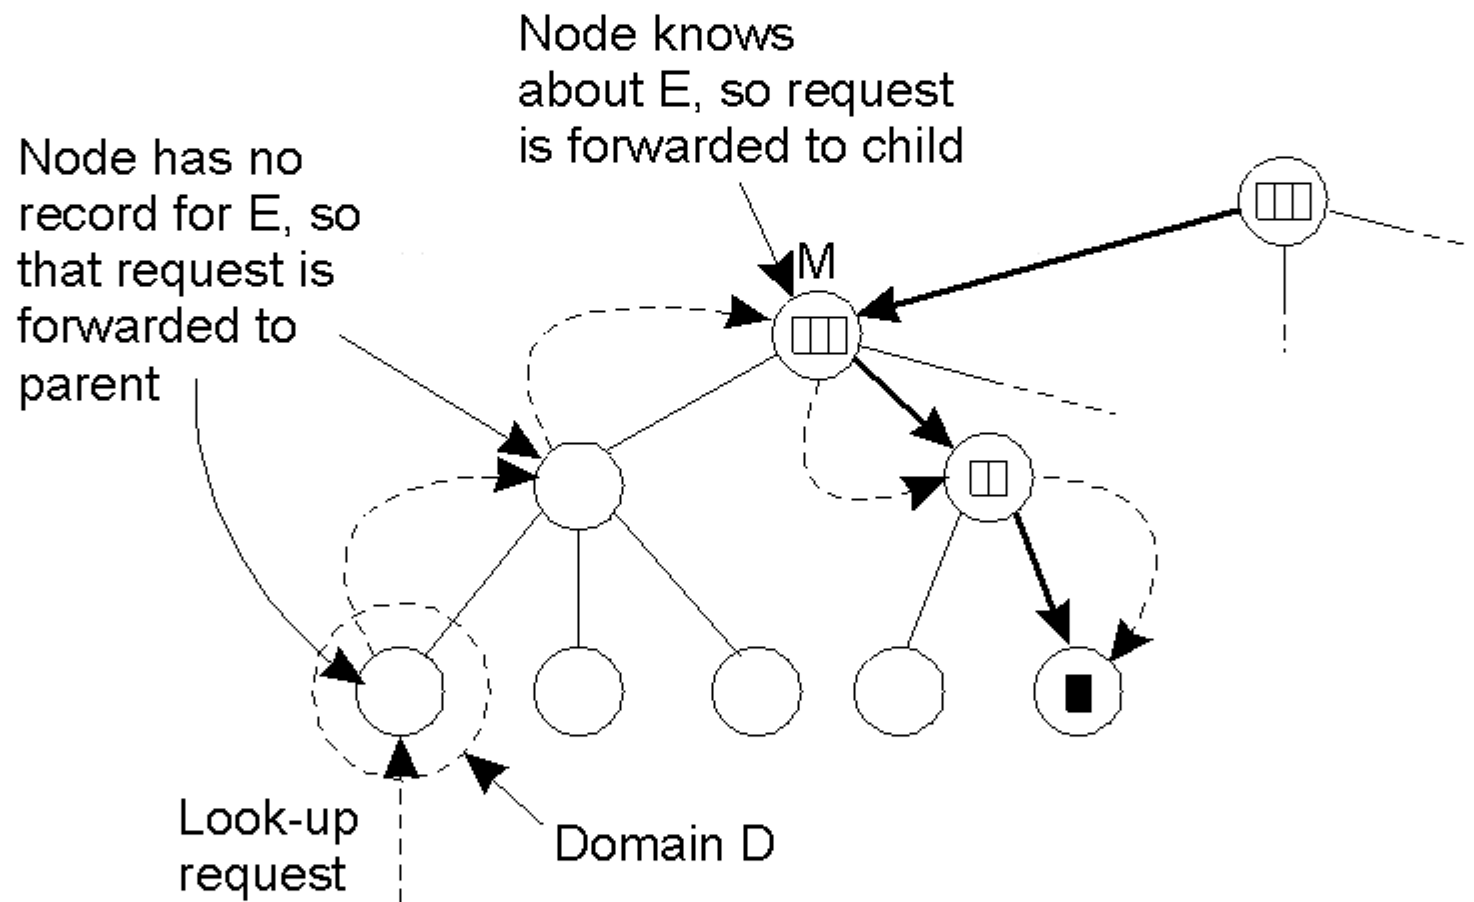 Node knows
about E, so request
is forwarded to child
Node has no
record for E, so
that request is
forwarded to
parent
M
Look-up
request
Domain D